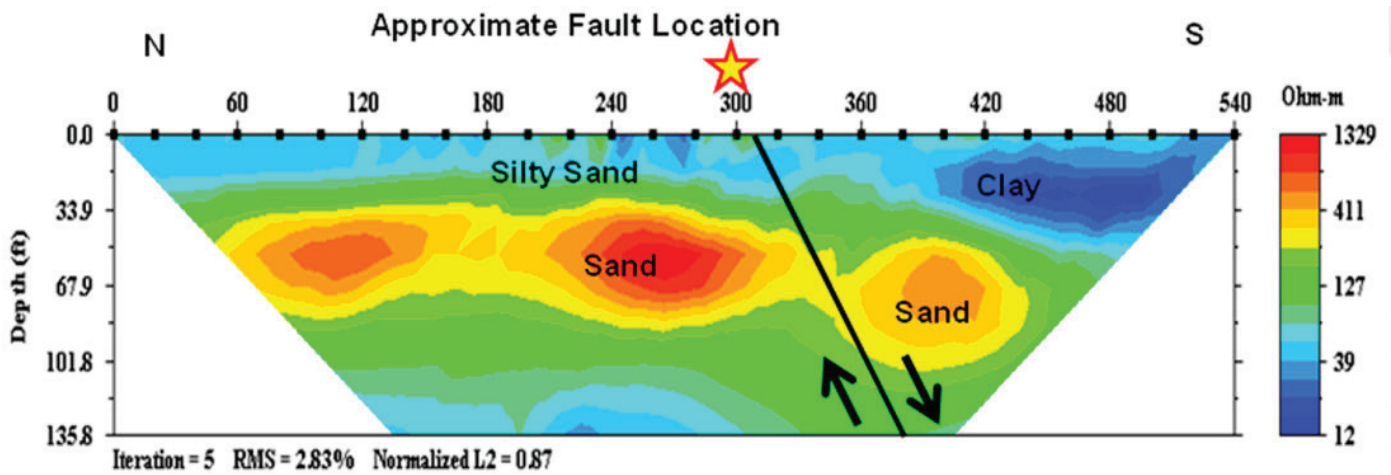 Approximate Fault Location
N
S
0 60 120 180 240 300 360 420 480 540
Ohm-m
0.0
33.9
67.9
101.8
135.8
Depth (ft)
Silty Sand
Clay
Sand
Sand
1329
411
127
39
12
Iteration = 5 RMS = 2.83% Normalized L2 = 0.87